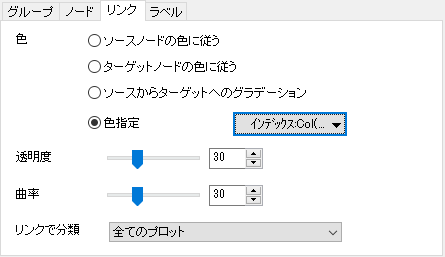 グループ ノード リンク ラベル
色
ソースノードの色に従う
ターゲットノードの色に従う
ソースからターゲットへのグラデーション
色指定 インデックス:Col(...
透明度 30
曲率 30
リンクで分類 全てのプロット